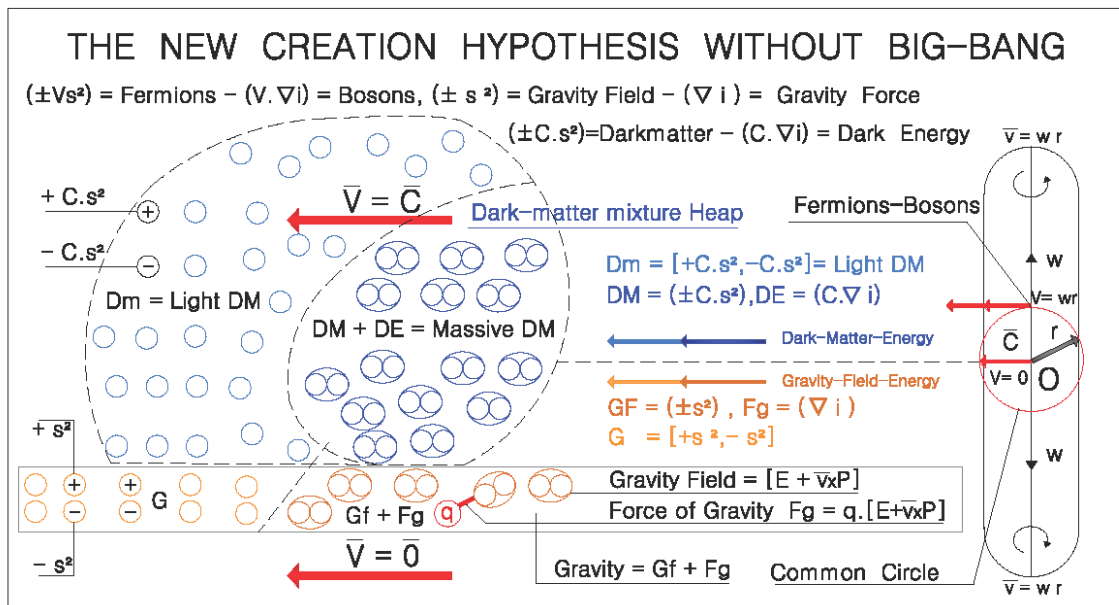 THE NEW CREATION HYPOTHESIS WITHOUT BIG–BANG
(±Vs²) = Fermions – (V.∇i) = Bosons, (± s ²) = Gravity Field – (∇ i) = Gravity Force
(±C.s²)=Darkmatter – (C.∇i) = Dark Energy
V̅ = w r
+ C.s²
+
V̅ = C̅
Dark–matter mixture Heap
Fermions–Bosons
– C.s²
–
Dm = [+C.s²,–C.s²]= Light DM
w
Dm = Light DM
DM = (±C.s²),DE = (C.∇i)
V= wr
DM + DE = Massive DM
Dark–Matter–Energy
C̅
r
Gravity–Field–Energy
V= 0
O
GF = (±s²) , Fg = (∇ i)
+ s²
G = [+s ²,– s²]
w
+ +
G
– –
Gravity Field = [E + v̅xP]
Gf + Fg
q
Force of Gravity Fg = q.[E+v̅xP]
– s²
V̅ = 0̅
Gravity = Gf + Fg
Common Circle
v̅ = w r